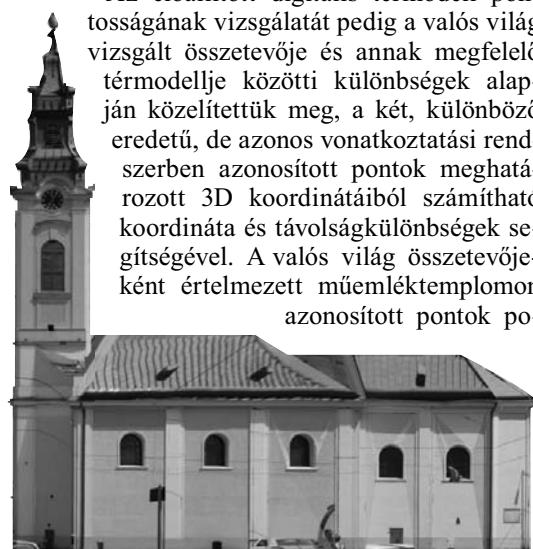 tosságának vizsgálatát pedig a valós világ
vizsgált összetevője és annak megfelelő
térmodellje közötti különbségek alap-
ján közelítettük meg, a két, különböző
eredetű, de azonos vonatkoztatási rend-
szerben azonosított pontok meghatá-
rozott 3D koordinátáiból számítható
koordináta és távolságkülönbségek se-
gítségével. A valós világ összetevője-
ként értelmezett műemléktemplomon
azonosított pontok po-